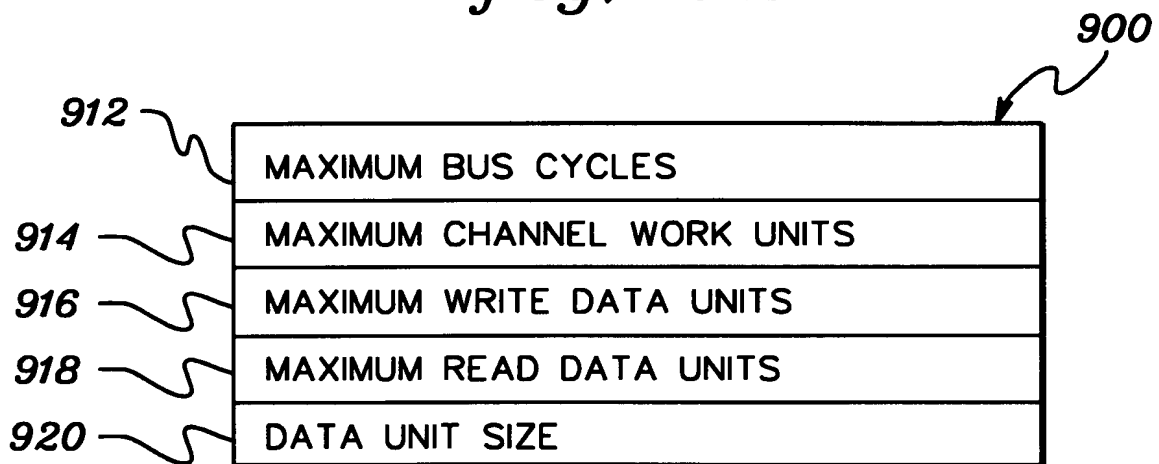 900
912
MAXIMUM BUS CYCLES
914
MAXIMUM CHANNEL WORK UNITS
916
MAXIMUM WRITE DATA UNITS
918
MAXIMUM READ DATA UNITS
920
DATA UNIT SIZE